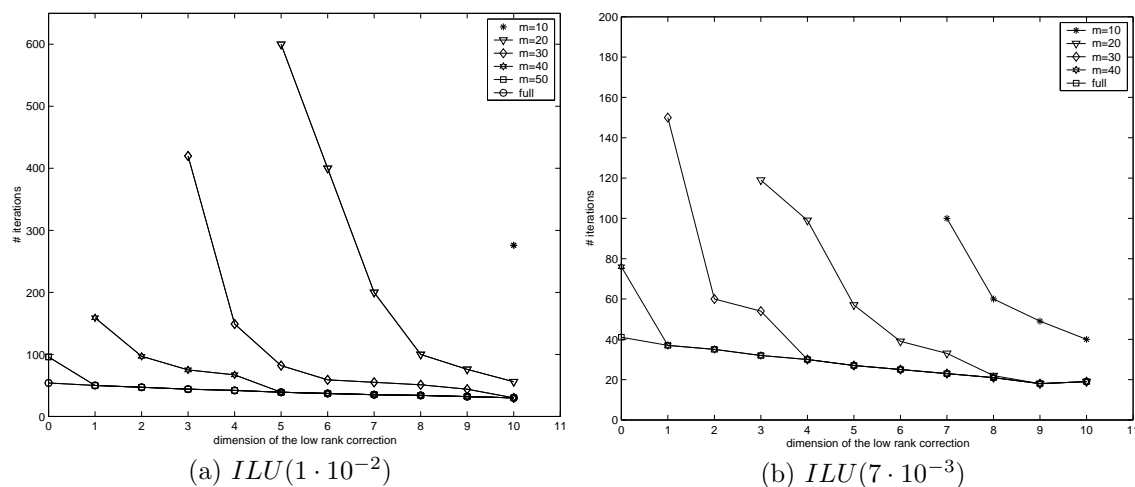 600
500
400
300
200
100
0
# iterations
0 1 2 3 4 5 6 7 8 9 10 11
dimension of the low rank correction
m=10
m=20
m=30
m=40
m=50
full
(a) ILU(1 · 10⁻²)
200
180
160
140
120
100
80
60
40
20
0
# iterations
0 1 2 3 4 5 6 7 8 9 10 11
dimension of the low rank correction
m=10
m=20
m=30
m=40
full
(b) ILU(7 · 10⁻³)